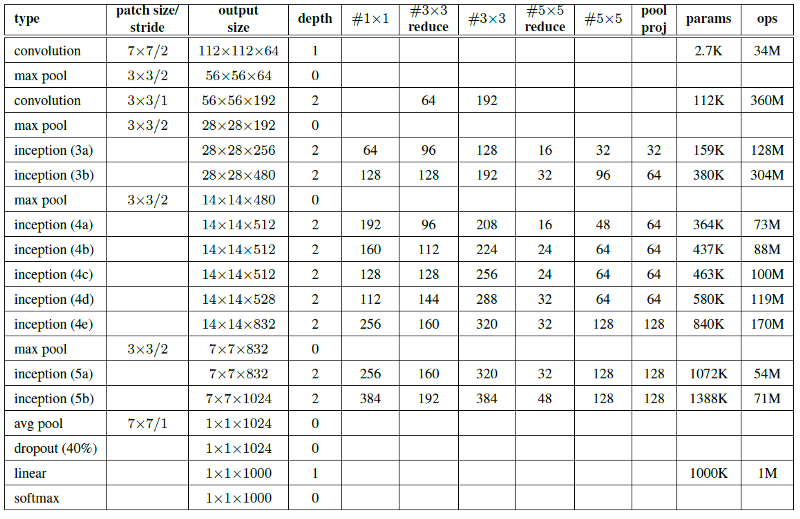 type patch size/ stride output size depth #1×1 #3×3 reduce #3×3 #5×5 reduce #5×5 pool proj params ops
convolution 7×7/2 112×112×64 1 2.7K 34M
max pool 3×3/2 56×56×64 0
convolution 3×3/1 56×56×192 2 64 192 112K 360M
max pool 3×3/2 28×28×192 0
inception (3a) 28×28×256 2 64 96 128 16 32 32 159K 128M
inception (3b) 28×28×480 2 128 128 192 32 96 64 380K 304M
max pool 3×3/2 14×14×480 0
inception (4a) 14×14×512 2 192 96 208 16 48 64 364K 73M
inception (4b) 14×14×512 2 160 112 224 24 64 64 437K 88M
inception (4c) 14×14×512 2 128 128 256 24 64 64 463K 100M
inception (4d) 14×14×528 2 112 144 288 32 64 64 580K 119M
inception (4e) 14×14×832 2 256 160 320 32 128 128 840K 170M
max pool 3×3/2 7×7×832 0
inception (5a) 7×7×832 2 256 160 320 32 128 128 1072K 54M
inception (5b) 7×7×1024 2 384 192 384 48 128 128 1388K 71M
avg pool 7×7/1 1×1×1024 0
dropout (40%) 1×1×1024 0
linear 1×1×1000 1 1000K 1M
softmax 1×1×1000 0